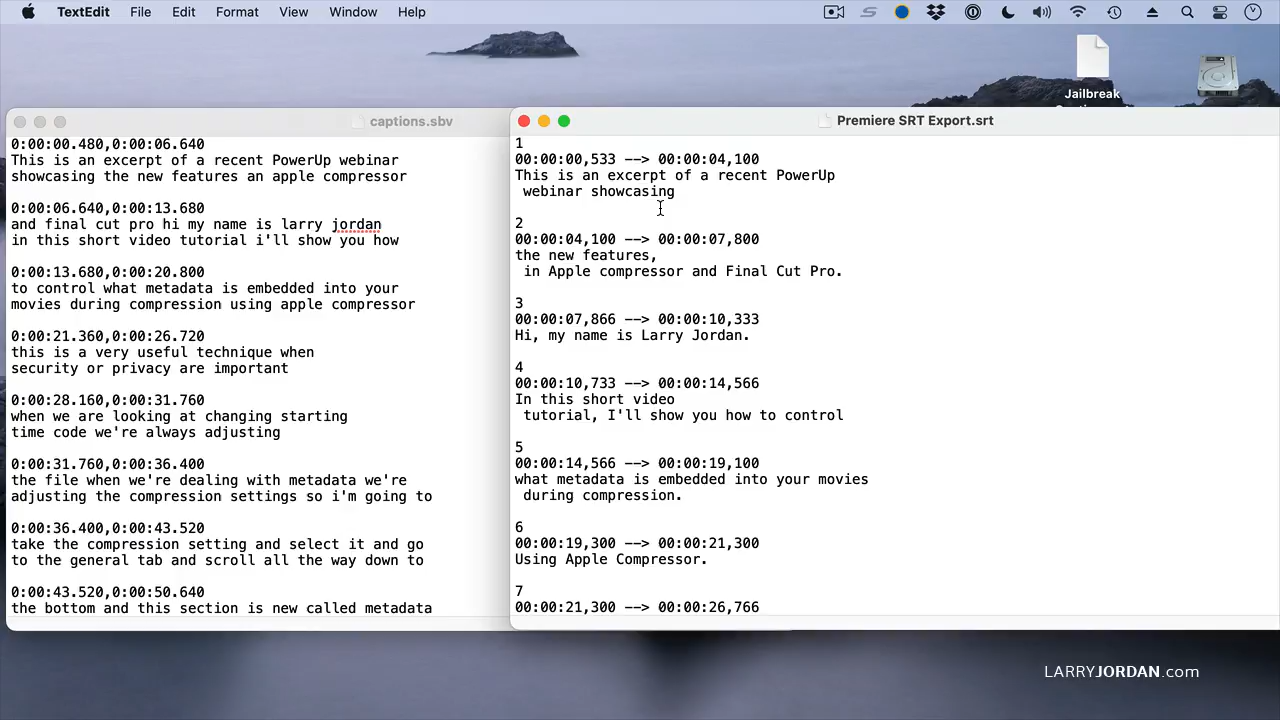 TextEdit File Edit Format View Window Help
Jailbreak
captions.sbv
0:00:00.480,0:00:06.640
This is an excerpt of a recent PowerUp webinar
showcasing the new features an apple compressor
0:00:06.640,0:00:13.680
and final cut pro hi my name is larry jordan
in this short video tutorial i'll show you how
0:00:13.680,0:00:20.800
to control what metadata is embedded into your
movies during compression using apple compressor
0:00:21.360,0:00:26.720
this is a very useful technique when
security or privacy are important
0:00:28.160,0:00:31.760
when we are looking at changing starting
time code we're always adjusting
0:00:31.760,0:00:36.400
the file when we're dealing with metadata we're
adjusting the compression settings so i'm going to
0:00:36.400,0:00:43.520
take the compression setting and select it and go
to the general tab and scroll all the way down to
0:00:43.520,0:00:50.640
the bottom and this section is new called metadata
Premiere SRT Export.srt
1
00:00:00,533 --> 00:00:04,100
This is an excerpt of a recent PowerUp
webinar showcasing
2
00:00:04,100 --> 00:00:07,800
the new features,
in Apple compressor and Final Cut Pro.
3
00:00:07,866 --> 00:00:10,333
Hi, my name is Larry Jordan.
4
00:00:10,733 --> 00:00:14,566
In this short video
tutorial, I'll show you how to control
5
00:00:14,566 --> 00:00:19,100
what metadata is embedded into your movies
during compression.
6
00:00:19,300 --> 00:00:21,300
Using Apple Compressor.
7
00:00:21,300 --> 00:00:26,766
LARRYJORDAN.com